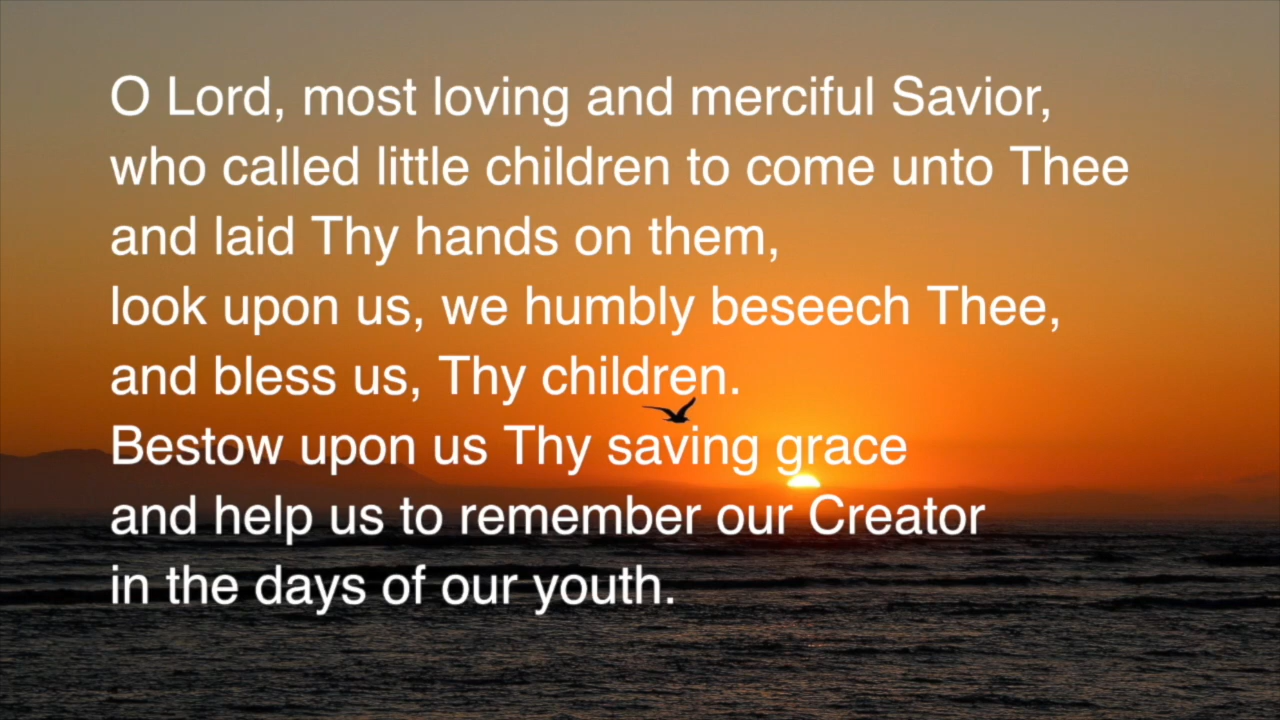 O Lord, most loving and merciful Savior,
who called little children to come unto Thee
and laid Thy hands on them,
look upon us, we humbly beseech Thee,
and bless us, Thy children.
Bestow upon us Thy saving grace
and help us to remember our Creator
in the days of our youth.